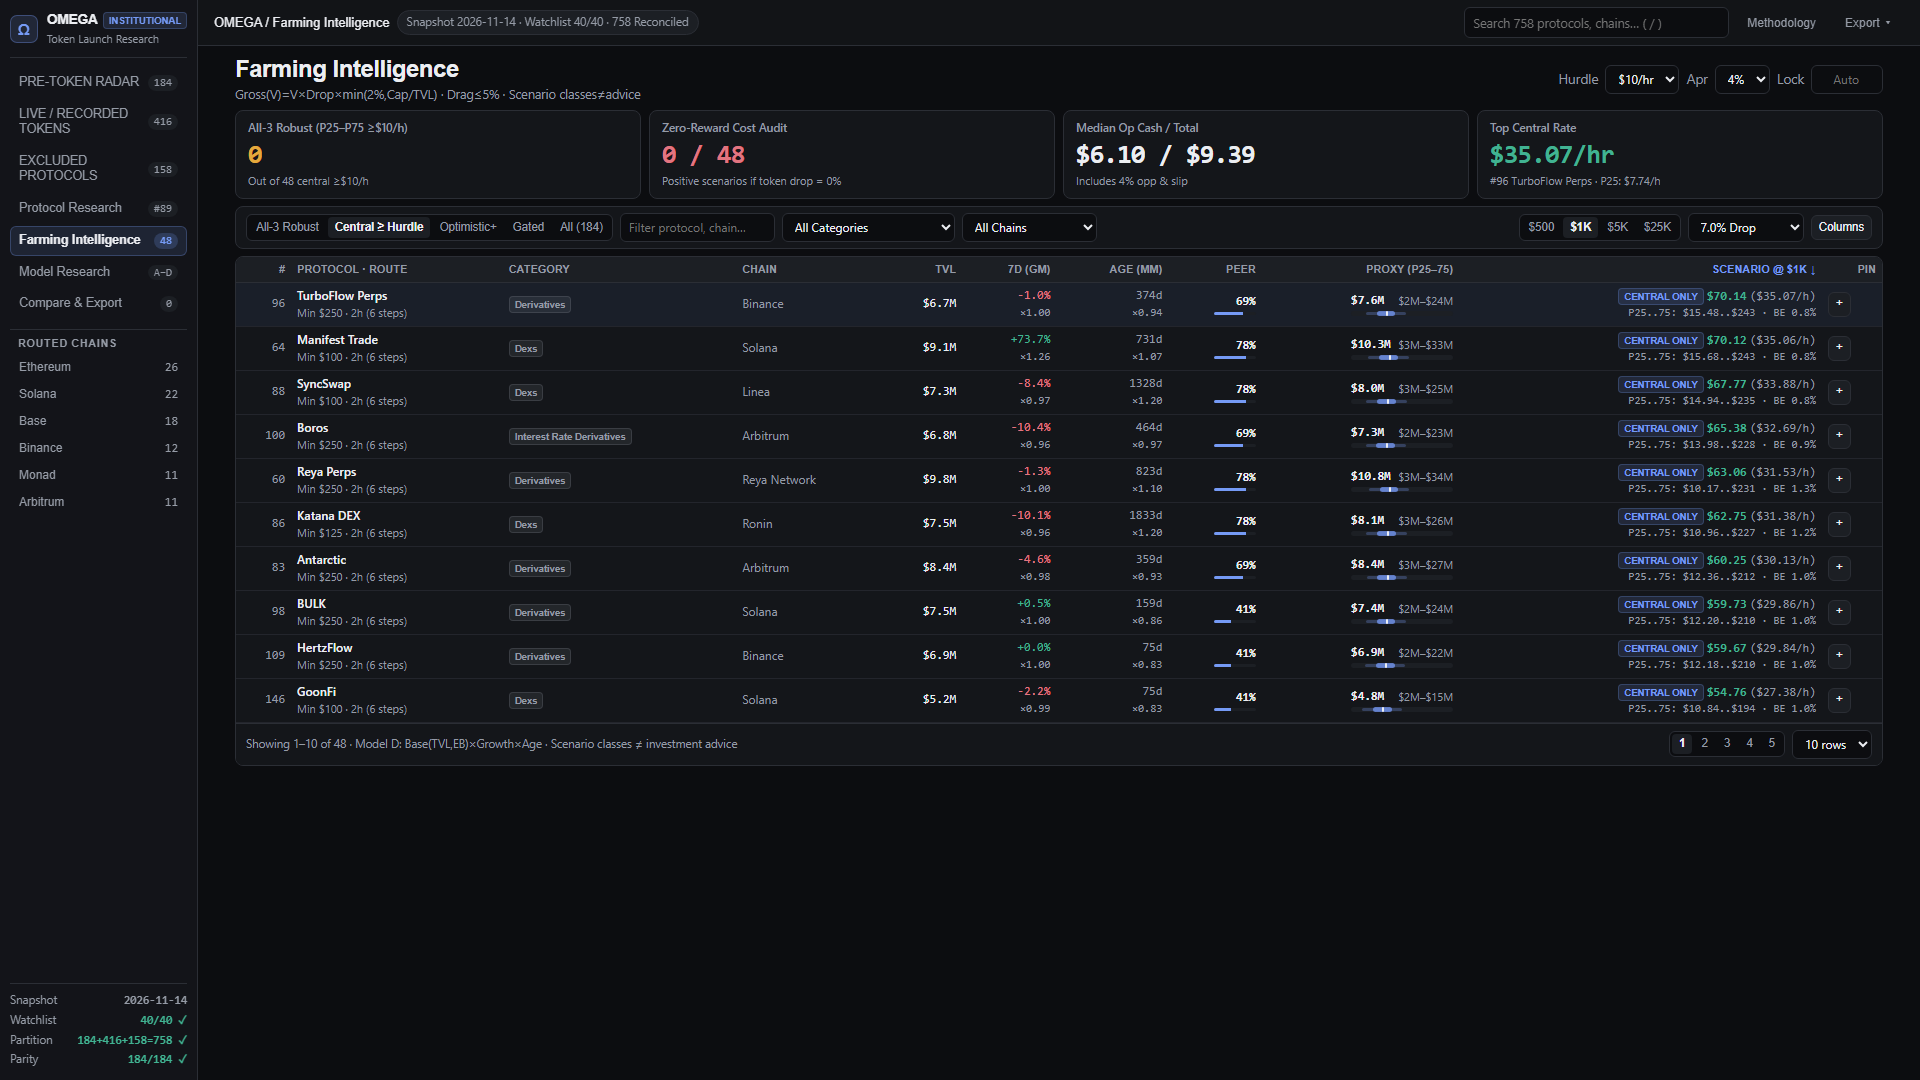 Ω OMEGA INSTITUTIONAL
Token Launch Research
PRE-TOKEN RADAR 184
LIVE / RECORDED TOKENS 416
EXCLUDED PROTOCOLS 158
Protocol Research #89
Farming Intelligence 48
Model Research A–D
Compare & Export 0
ROUTED CHAINS
Ethereum 26
Solana 22
Base 18
Binance 12
Monad 11
Arbitrum 11
Snapshot 2026-11-14
Watchlist 40/40 ✓
Partition 184+416+158=758 ✓
Parity 184/184 ✓
OMEGA / Farming Intelligence Snapshot 2026-11-14 · Watchlist 40/40 · 758 Reconciled Search 758 protocols, chains... ( / ) Methodology Export ▾
Farming Intelligence
Gross(V)=V×Drop×min(2%,Cap/TVL) · Drag≤5% · Scenario classes≠advice
Hurdle $10/hr Apr 4% Lock Auto
All-3 Robust (P25–P75 ≥$10/h)
0
Out of 48 central ≥$10/h
Zero-Reward Cost Audit
0 / 48
Positive scenarios if token drop = 0%
Median Op Cash / Total
$6.10 / $9.39
Includes 4% opp & slip
Top Central Rate
$35.07/hr
#96 TurboFlow Perps · P25: $7.74/h
All-3 Robust Central ≥ Hurdle Optimistic+ Gated All (184) Filter protocol, chain... All Categories All Chains $500 $1K $5K $25K 7.0% Drop Columns
# PROTOCOL · ROUTE CATEGORY CHAIN TVL 7D (GM) AGE (MM) PEER PROXY (P25–75) SCENARIO @ $1K ↓ PIN
96 TurboFlow Perps Derivatives Binance $6.7M -1.0% 374d 69% $7.6M $2M–$24M CENTRAL ONLY $70.14 ($35.07/h) +
Min $250 · 2h (6 steps) ×1.00 ×0.94 P25..75: $15.48..$243 · BE 0.8%
64 Manifest Trade Dexs Solana $9.1M +73.7% 731d 78% $10.3M $3M–$33M CENTRAL ONLY $70.12 ($35.06/h) +
Min $100 · 2h (6 steps) ×1.26 ×1.07 P25..75: $15.68..$243 · BE 0.8%
88 SyncSwap Dexs Linea $7.3M -8.4% 1328d 78% $8.0M $3M–$25M CENTRAL ONLY $67.77 ($33.88/h) +
Min $100 · 2h (6 steps) ×0.97 ×1.20 P25..75: $14.94..$235 · BE 0.8%
100 Boros Interest Rate Derivatives Arbitrum $6.8M -10.4% 464d 69% $7.3M $2M–$23M CENTRAL ONLY $65.38 ($32.69/h) +
Min $250 · 2h (6 steps) ×0.96 ×0.97 P25..75: $13.98..$228 · BE 0.9%
60 Reya Perps Derivatives Reya Network $9.8M -1.3% 823d 78% $10.8M $3M–$34M CENTRAL ONLY $63.06 ($31.53/h) +
Min $250 · 2h (6 steps) ×1.00 ×1.10 P25..75: $10.17..$231 · BE 1.3%
86 Katana DEX Dexs Ronin $7.5M -10.1% 1833d 78% $8.1M $3M–$26M CENTRAL ONLY $62.75 ($31.38/h) +
Min $125 · 2h (6 steps) ×0.96 ×1.20 P25..75: $10.96..$227 · BE 1.2%
83 Antarctic Derivatives Arbitrum $8.4M -4.6% 359d 69% $8.4M $3M–$27M CENTRAL ONLY $60.25 ($30.13/h) +
Min $250 · 2h (6 steps) ×0.98 ×0.93 P25..75: $12.36..$212 · BE 1.0%
98 BULK Derivatives Solana $7.5M +0.5% 159d 41% $7.4M $2M–$24M CENTRAL ONLY $59.73 ($29.86/h) +
Min $250 · 2h (6 steps) ×1.00 ×0.86 P25..75: $12.20..$210 · BE 1.0%
109 HertzFlow Derivatives Binance $6.9M +0.0% 75d 41% $6.9M $2M–$22M CENTRAL ONLY $59.67 ($29.84/h) +
Min $250 · 2h (6 steps) ×1.00 ×0.83 P25..75: $12.18..$210 · BE 1.0%
146 GoonFi Dexs Solana $5.2M -2.2% 75d 41% $4.8M $2M–$15M CENTRAL ONLY $54.76 ($27.38/h) +
Min $100 · 2h (6 steps) ×0.99 ×0.83 P25..75: $10.84..$194 · BE 1.0%
Showing 1–10 of 48 · Model D: Base(TVL,EB)×Growth×Age · Scenario classes ≠ investment advice 1 2 3 4 5 10 rows